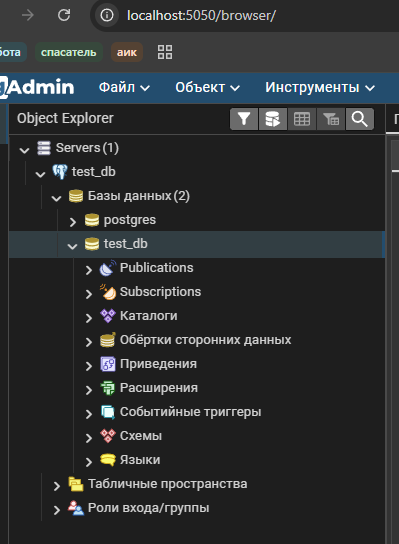 localhost:5050/browser/
бота спасатель аик
Admin Файл Объект Инструменты
Object Explorer
Servers (1)
test_db
Базы данных (2)
postgres
test_db
Publications
Subscriptions
Каталоги
Обёртки сторонних данных
Приведения
Расширения
Событийные триггеры
Схемы
Языки
Табличные пространства
Роли входа/группы